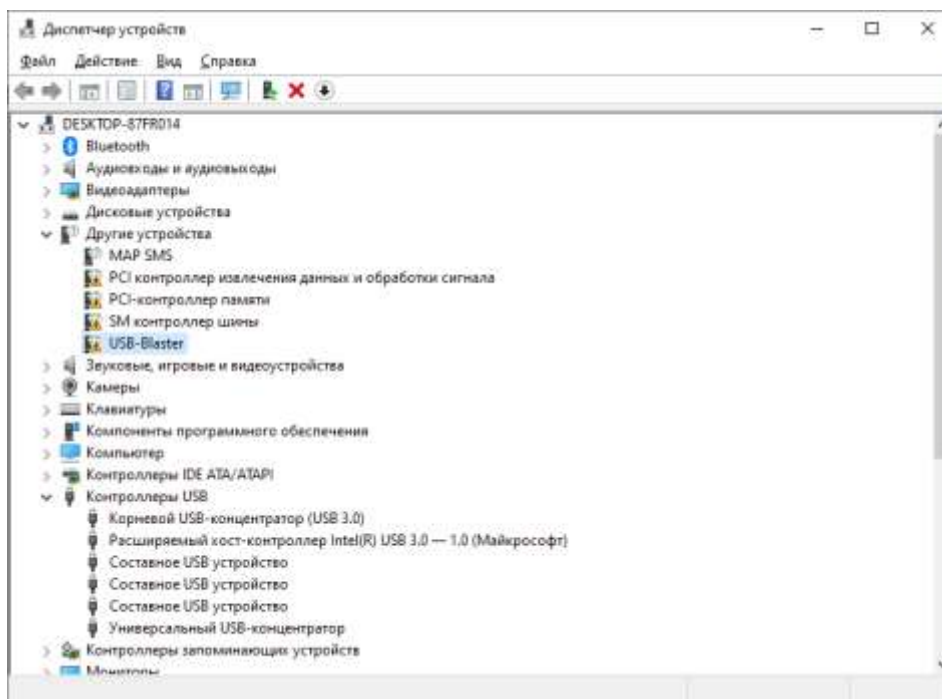 Диспетчер устройств
Файл Действие Вид Справка
DESKTOP-87FR014
Bluetooth
Аудиовходы и аудиовыходы
Видеоадаптеры
Дисковые устройства
Другие устройства
MAP SMS
PCI контроллер извлечения данных и обработки сигнала
PCI-контроллер памяти
SM контроллер шины
USB-Blaster
Звуковые, игровые и видеоустройства
Камеры
Клавиатуры
Компоненты программного обеспечения
Компьютер
Контроллеры IDE ATA/ATAPI
Контроллеры USB
Корневой USB-концентратор (USB 3.0)
Расширяемый хост-контроллер Intel(R) USB 3.0 — 1.0 (Майкрософт)
Составное USB устройство
Составное USB устройство
Составное USB устройство
Универсальный USB-концентратор
Контроллеры запоминающих устройств
Мониторы